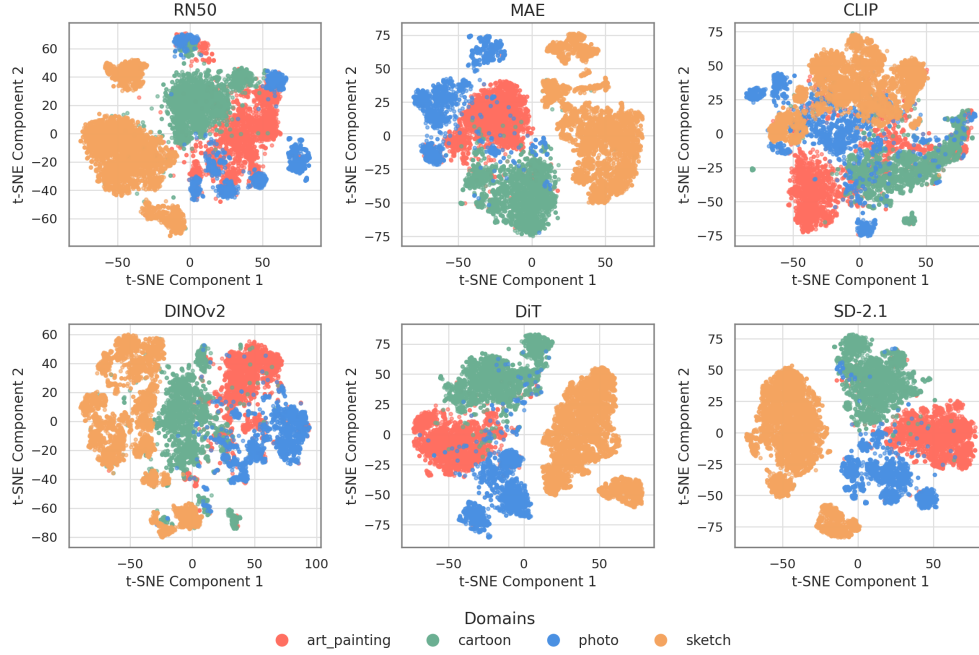 RN50
MAE
CLIP
t-SNE Component 2
60
40
20
0
−20
−40
−60
−50
0
50
t-SNE Component 1
t-SNE Component 2
75
50
25
0
−25
−50
−75
−50
0
50
t-SNE Component 1
t-SNE Component 2
75
50
25
0
−25
−50
−75
−50
0
50
t-SNE Component 1
DINOv2
DiT
SD-2.1
t-SNE Component 2
60
40
20
0
−20
−40
−60
−80
−50
0
50
100
t-SNE Component 1
t-SNE Component 2
75
50
25
0
−25
−50
−75
−50
0
50
t-SNE Component 1
t-SNE Component 2
75
50
25
0
−25
−50
−75
−50
0
50
t-SNE Component 1
Domains
art_painting
cartoon
photo
sketch